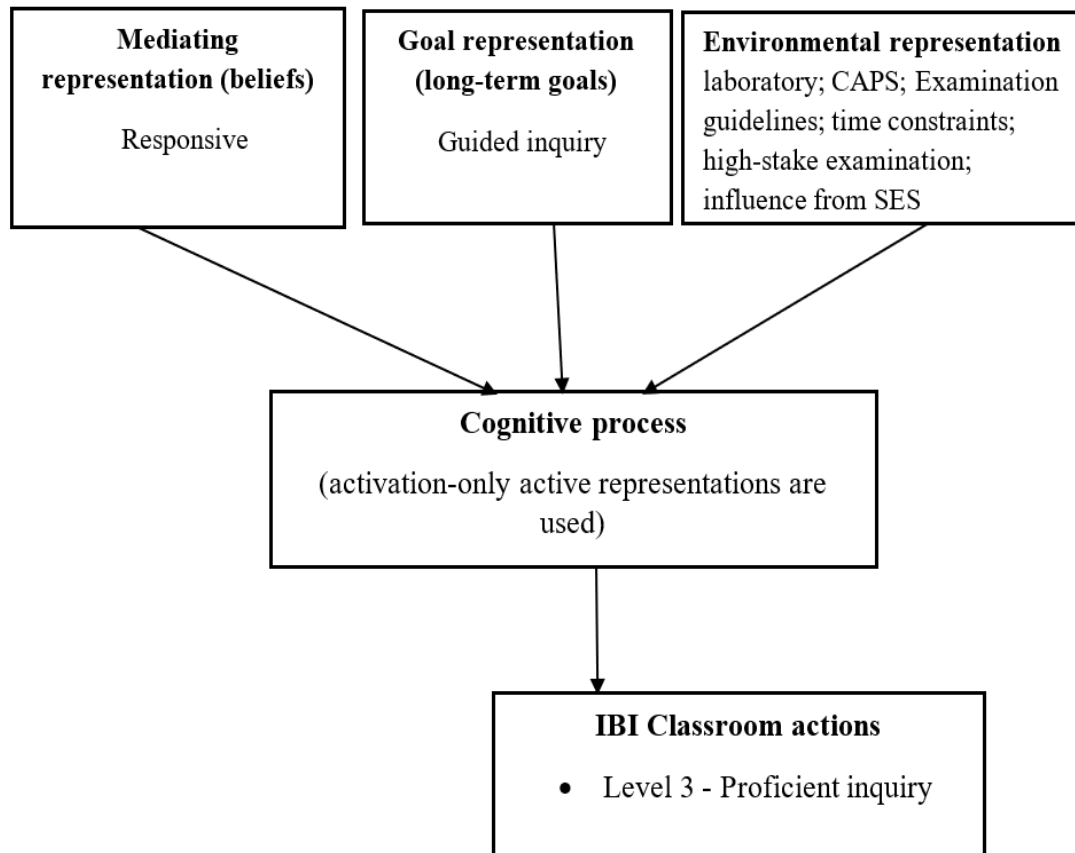 Mediating
representation (beliefs)
Responsive
Goal representation
(long-term goals)
Guided inquiry
Environmental representation
laboratory; CAPS; Examination
guidelines; time constraints;
high-stake examination;
influence from SES
Cognitive process
(activation-only active representations are
used)
IBI Classroom actions
• Level 3 - Proficient inquiry